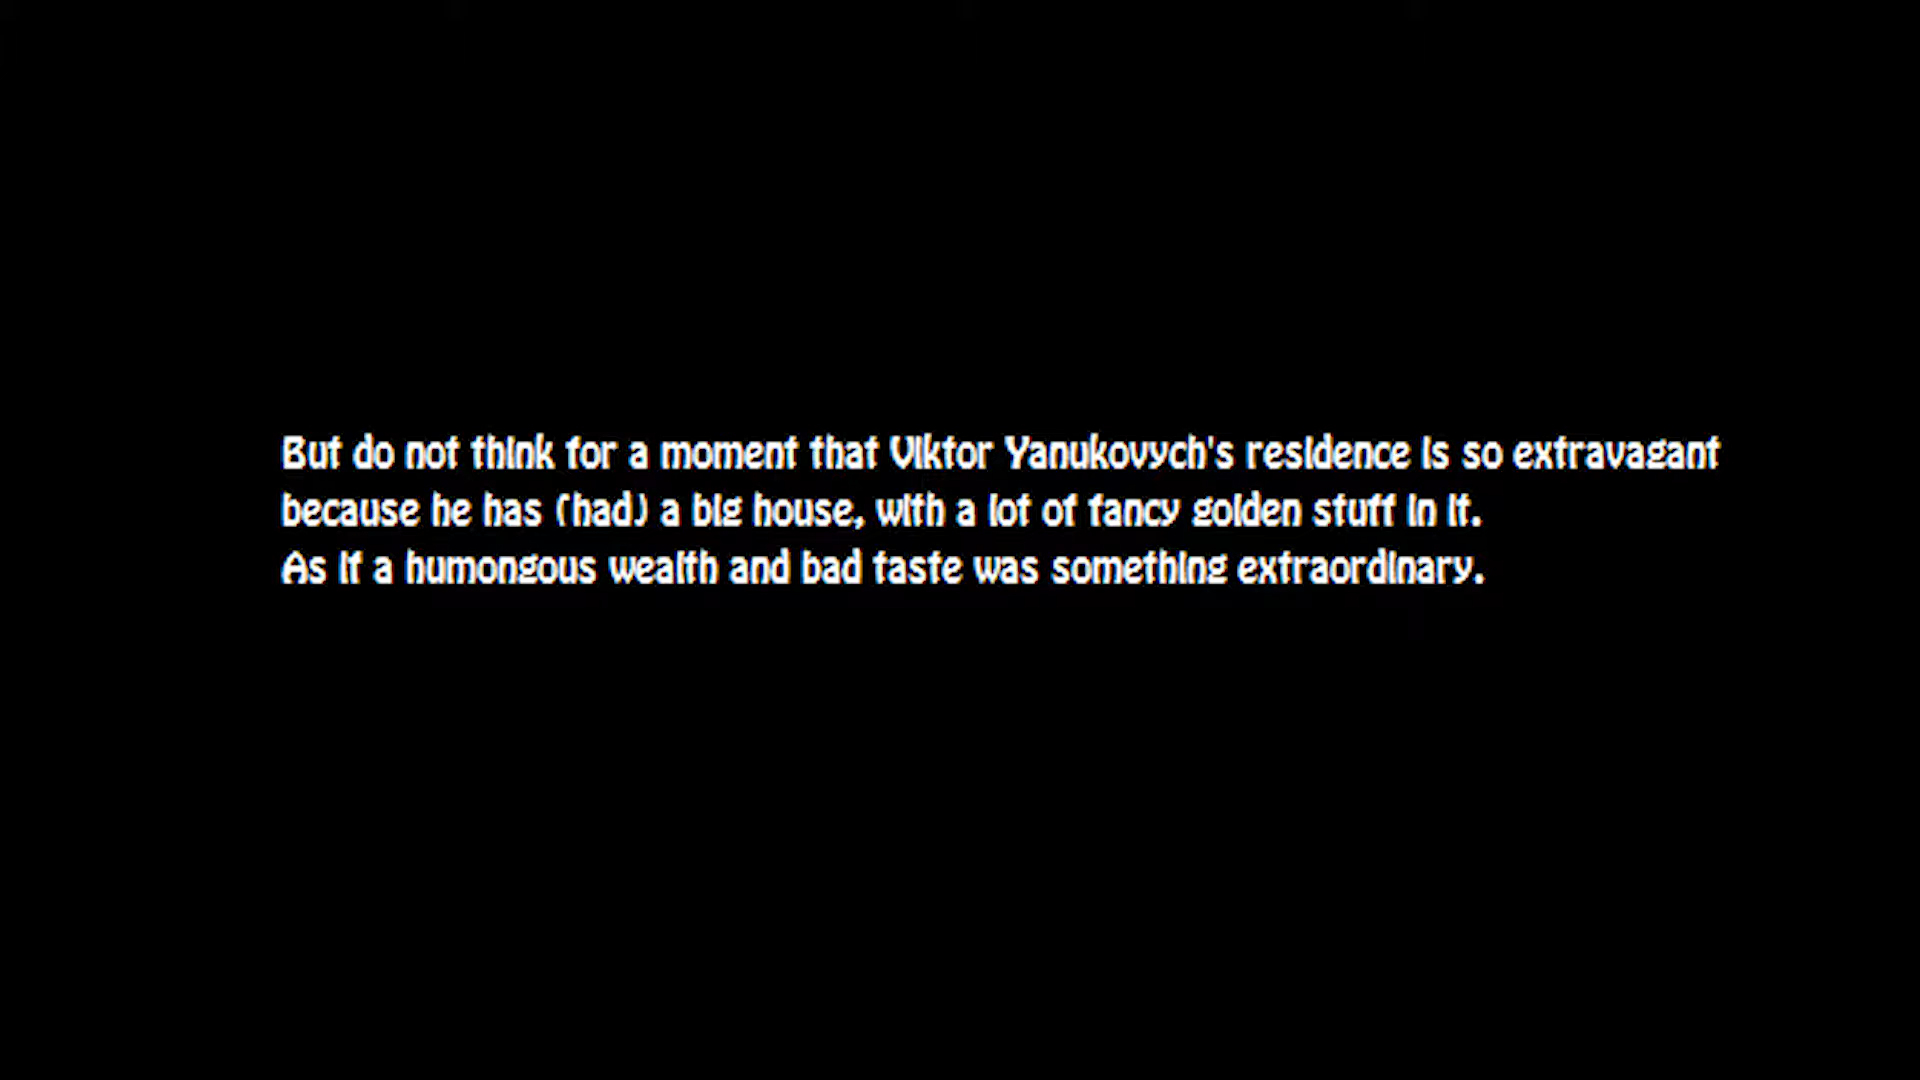 But do not think for a moment that Viktor Yanukovych's residence is so extravagant
because he has (had) a big house, with a lot of fancy golden stuff in it.
As if a humongous wealth and bad taste was something extraordinary.